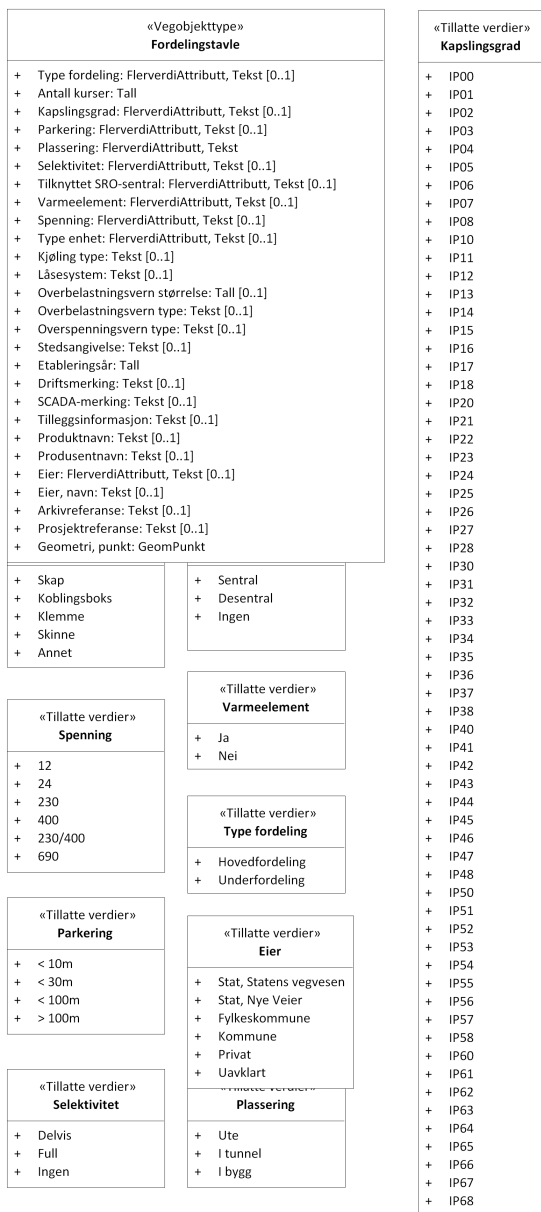 «Vegobjekttype»
Fordelingstavle
+ Type fordeling: FlerverdiAttributt, Tekst [0..1]
+ Antall kurser: Tall
+ Kapslingsgrad: FlerverdiAttributt, Tekst [0..1]
+ Parkering: FlerverdiAttributt, Tekst [0..1]
+ Plassering: FlerverdiAttributt, Tekst
+ Selektivitet: FlerverdiAttributt, Tekst [0..1]
+ Tilknyttet SRO-sentral: FlerverdiAttributt, Tekst [0..1]
+ Varmeelement: FlerverdiAttributt, Tekst [0..1]
+ Spenning: FlerverdiAttributt, Tekst [0..1]
+ Type enhet: FlerverdiAttributt, Tekst [0..1]
+ Kjøling type: Tekst [0..1]
+ Låsesystem: Tekst [0..1]
+ Overbelastningsvern størrelse: Tall [0..1]
+ Overbelastningsvern type: Tekst [0..1]
+ Overspenningsvern type: Tekst [0..1]
+ Stedsangivelse: Tekst [0..1]
+ Etableringsår: Tall
+ Driftsmerking: Tekst [0..1]
+ SCADA-merking: Tekst [0..1]
+ Tilleggsinformasjon: Tekst [0..1]
+ Produktnavn: Tekst [0..1]
+ Produsentnavn: Tekst [0..1]
+ Eier: FlerverdiAttributt, Tekst [0..1]
+ Eier, navn: Tekst [0..1]
+ Arkivreferanse: Tekst [0..1]
+ Prosjektreferanse: Tekst [0..1]
+ Geometri, punkt: GeomPunkt
+ Skap
+ Koblingsboks
+ Klemme
+ Skinne
+ Annet
+ Sentral
+ Desentral
+ Ingen
«Tillatte verdier»
Varmeelement
+ Ja
+ Nei
«Tillatte verdier»
Spenning
+ 12
+ 24
+ 230
+ 400
+ 230/400
+ 690
«Tillatte verdier»
Type fordeling
+ Hovedfordeling
+ Underfordeling
«Tillatte verdier»
Parkering
+ < 10m
+ < 30m
+ < 100m
+ > 100m
«Tillatte verdier»
Eier
+ Stat, Statens vegvesen
+ Stat, Nye Veier
+ Fylkeskommune
+ Kommune
+ Privat
+ Uavklart
«Tillatte verdier»
Selektivitet
+ Delvis
+ Full
+ Ingen
«Tillatte verdier»
Plassering
+ Ute
+ I tunnel
+ I bygg
«Tillatte verdier»
Kapslingsgrad
+ IP00
+ IP01
+ IP02
+ IP03
+ IP04
+ IP05
+ IP06
+ IP07
+ IP08
+ IP10
+ IP11
+ IP12
+ IP13
+ IP14
+ IP15
+ IP16
+ IP17
+ IP18
+ IP20
+ IP21
+ IP22
+ IP23
+ IP24
+ IP25
+ IP26
+ IP27
+ IP28
+ IP30
+ IP31
+ IP32
+ IP33
+ IP34
+ IP35
+ IP36
+ IP37
+ IP38
+ IP40
+ IP41
+ IP42
+ IP43
+ IP44
+ IP45
+ IP46
+ IP47
+ IP48
+ IP50
+ IP51
+ IP52
+ IP53
+ IP54
+ IP55
+ IP56
+ IP57
+ IP58
+ IP60
+ IP61
+ IP62
+ IP63
+ IP64
+ IP65
+ IP66
+ IP67
+ IP68